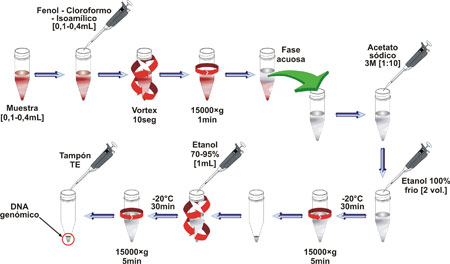 Fenol - Cloroformo
- Isoamílico
[0,1-0,4mL]
Muestra
[0,1-0,4mL]
Vortex
10seg
15000×g
1min
Fase
acuosa
Acetato
sódico
3M [1:10]
Etanol 100%
frio [2 vol.]
-20°C
30min
15000×g
5min
Etanol
70-95%
[1mL]
-20°C
30min
15000×g
5min
Tampón
TE
DNA
genómico